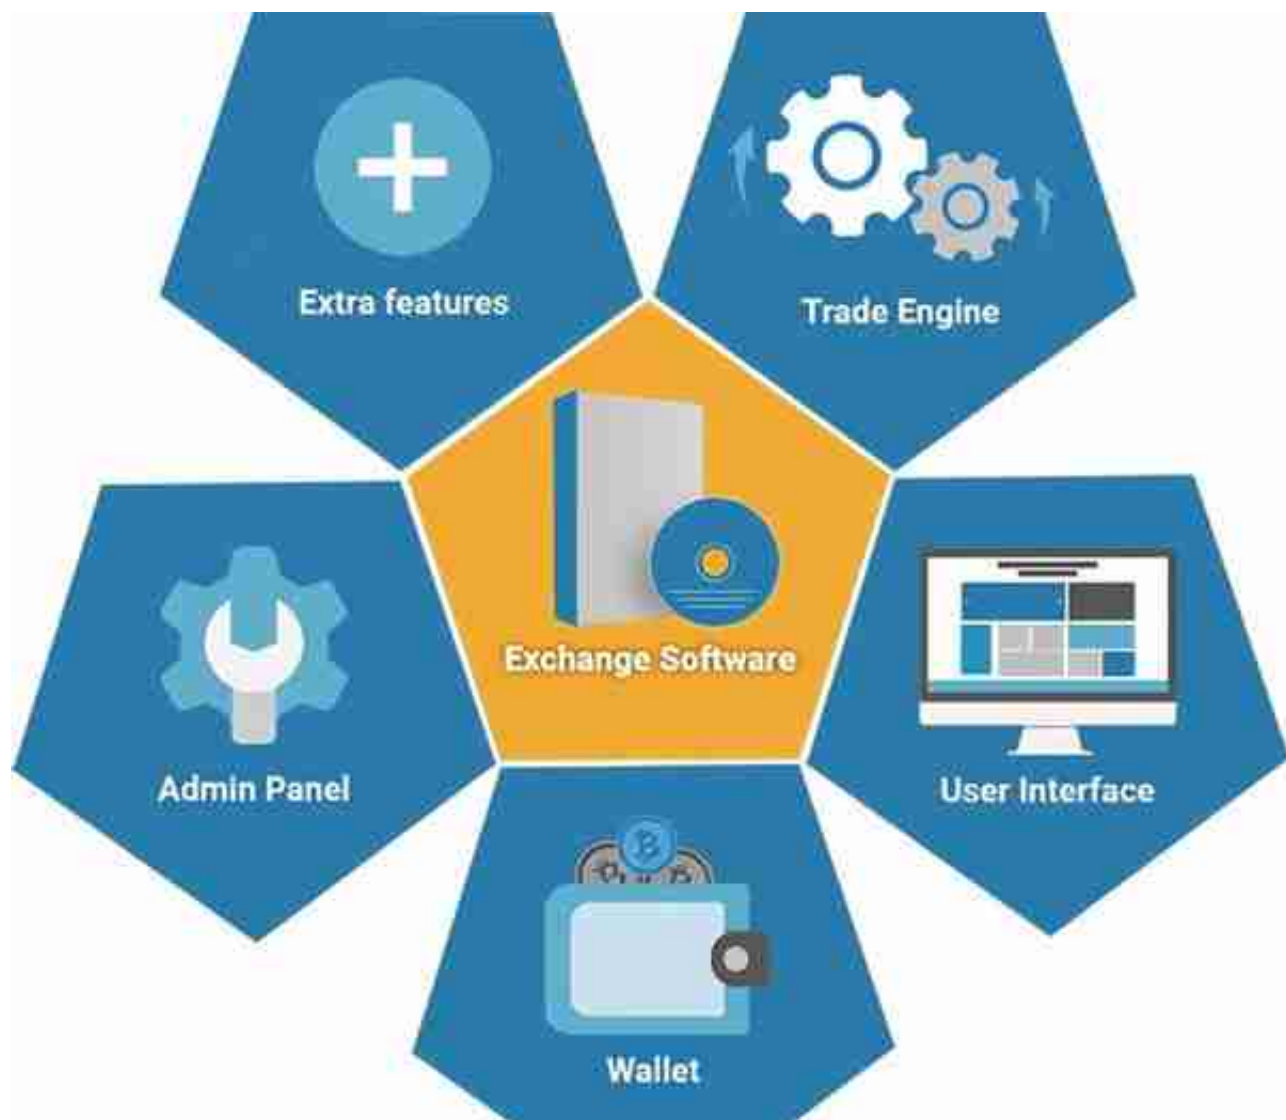 Extra features
Trade Engine
Exchange Software
Admin Panel
User Interface
Wallet